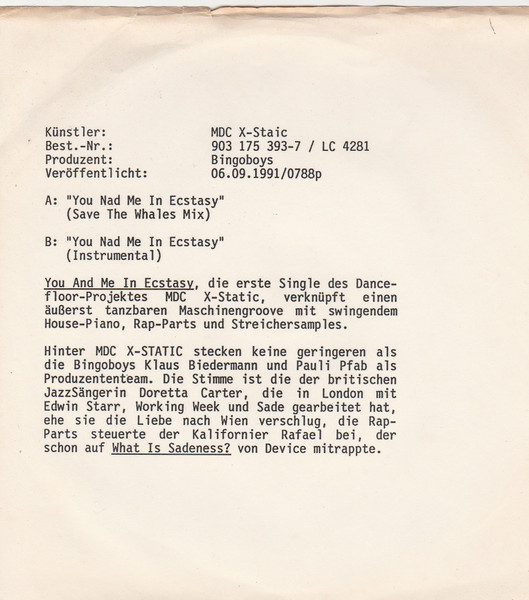 Künstler: MDC X-Staic
Best.-Nr.: 903 175 393-7 / LC 4281
Produzent: Bingoboys
Veröffentlicht: 06.09.1991/0788p
A: "You Nad Me In Ecstasy"
(Save The Whales Mix)
B: "You Nad Me In Ecstasy"
(Instrumental)
You And Me In Ecstasy, die erste Single des Dance-
floor-Projektes MDC X-Static, verknüpft einen
äußerst tanzbaren Maschinengroove mit swingendem
House-Piano, Rap-Parts und Streichersamples.
Hinter MDC X-STATIC stecken keine geringeren als
die Bingoboys Klaus Biedermann und Pauli Pfab als
Produzententeam. Die Stimme ist die der britischen
JazzSängerin Doretta Carter, die in London mit
Edwin Starr, Working Week und Sade gearbeitet hat,
ehe sie die Liebe nach Wien verschlug, die Rap-
Parts steuerte der Kalifornier Rafael bei, der
schon auf What Is Sadeness? von Device mitrappte.